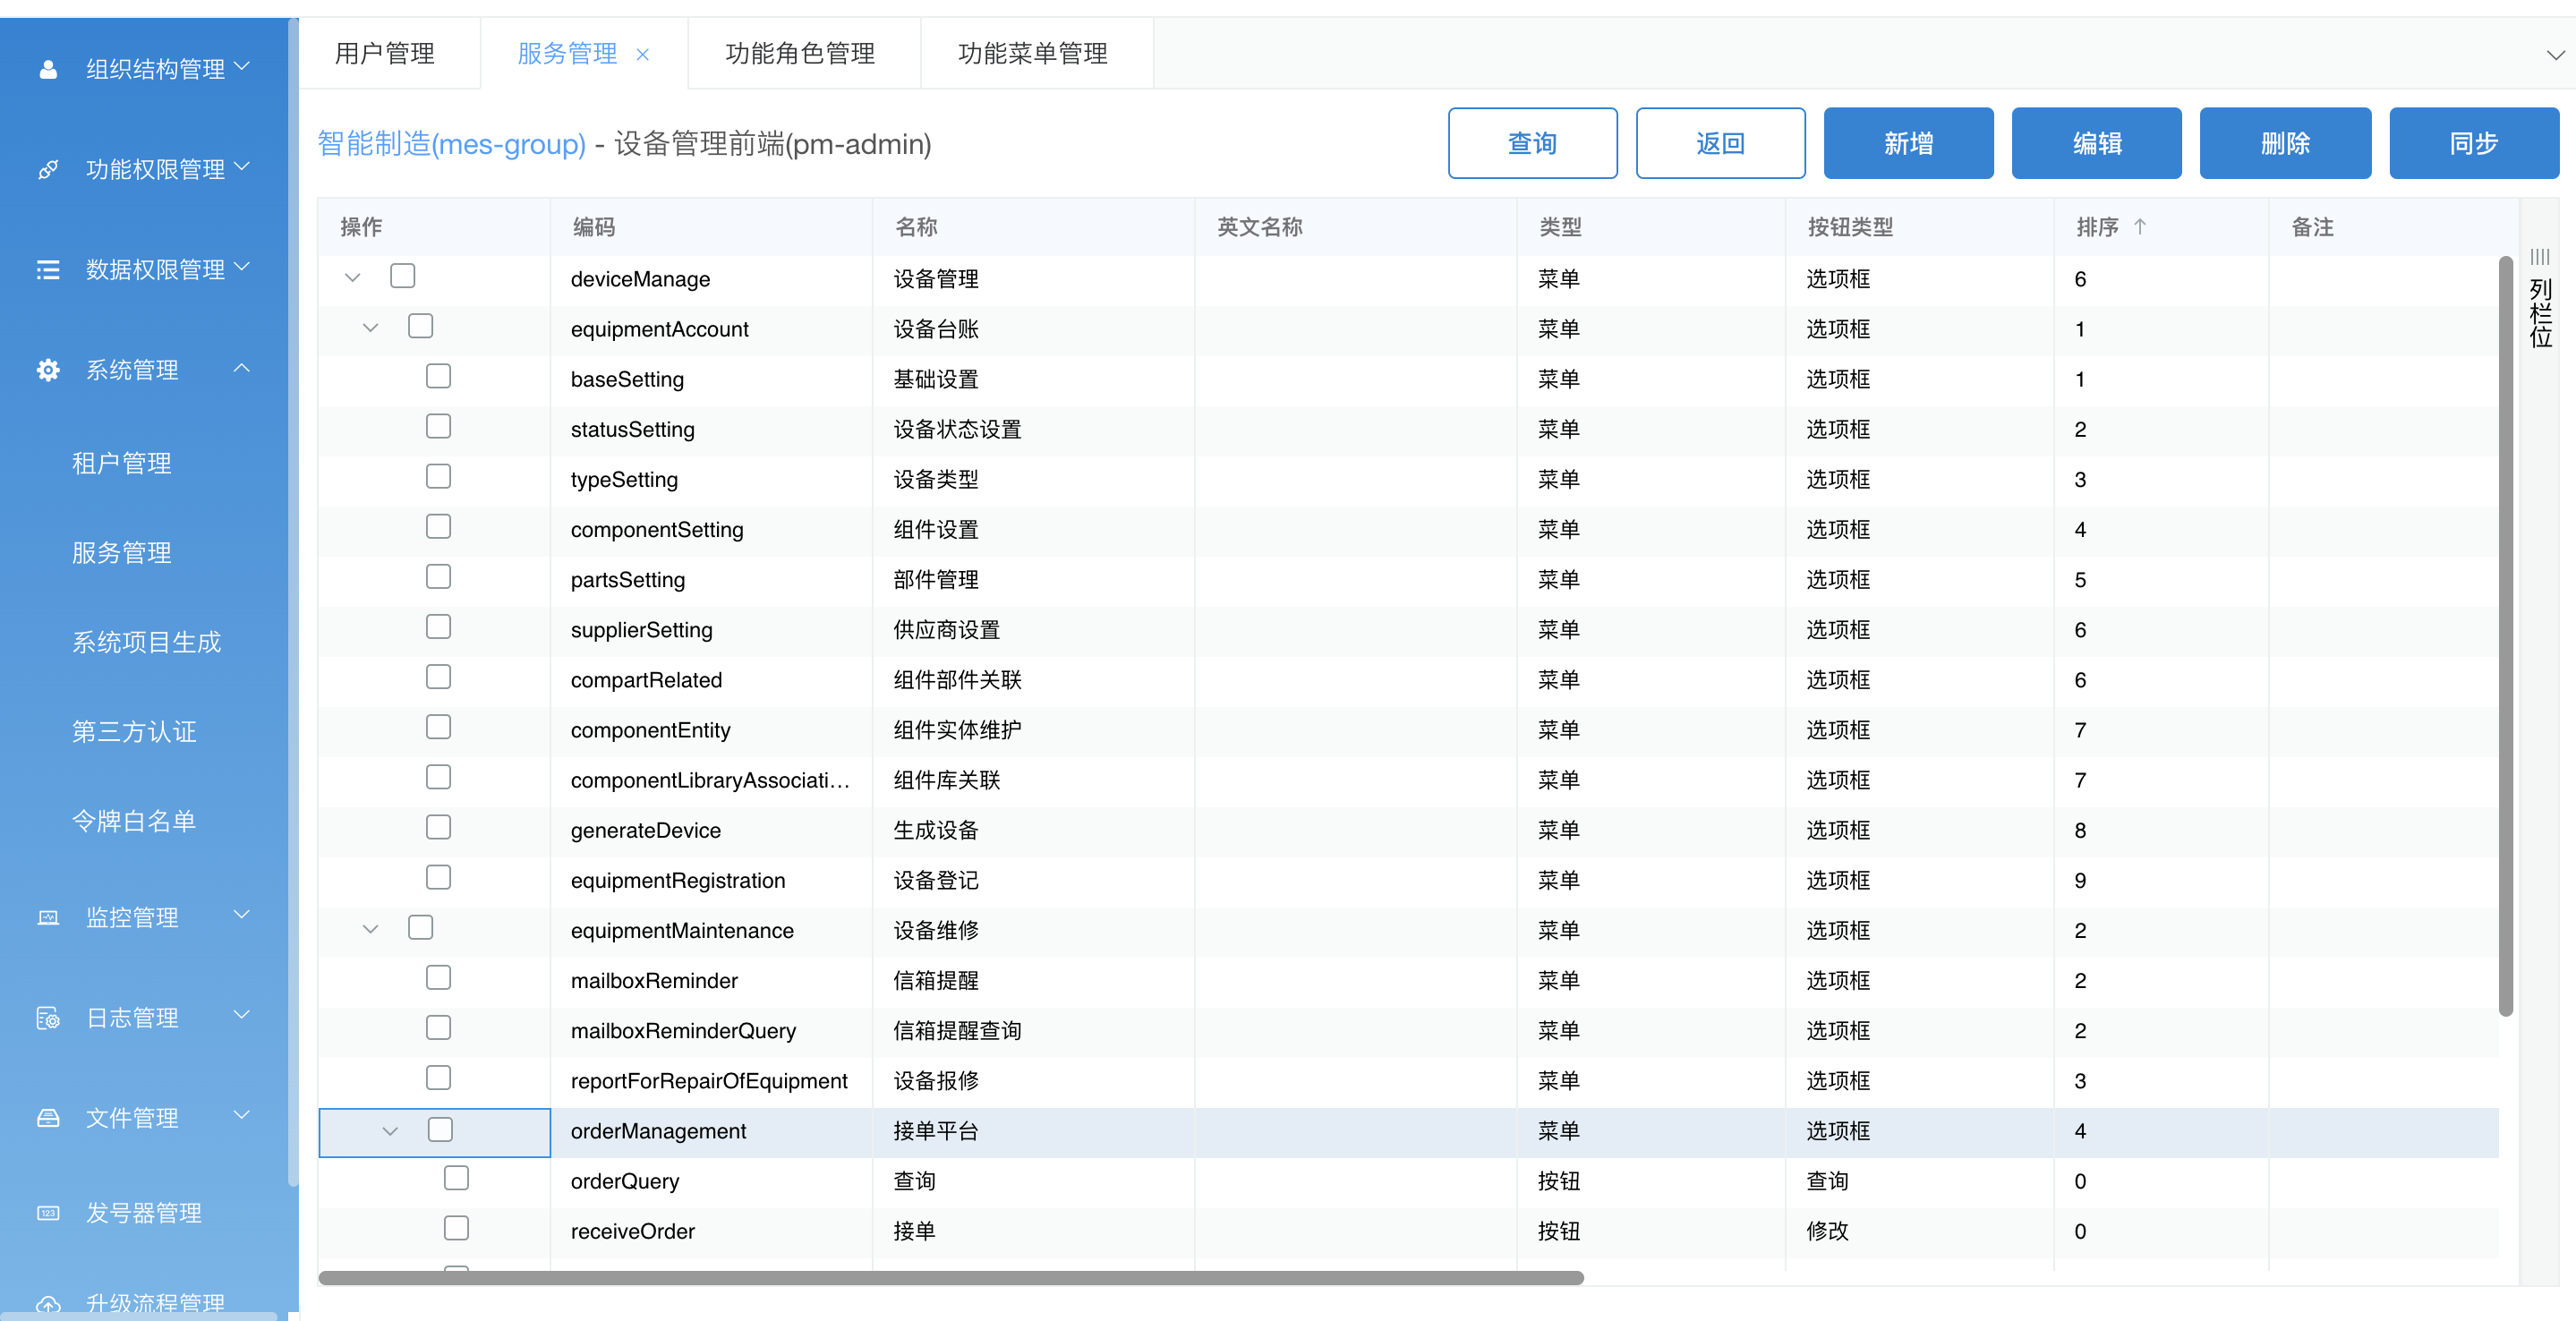 组织结构管理
功能权限管理
数据权限管理
系统管理
租户管理
服务管理
系统项目生成
第三方认证
令牌白名单
监控管理
日志管理
文件管理
123 发号器管理
升级流程管理
用户管理 服务管理 × 功能角色管理 功能菜单管理
智能制造(mes-group) - 设备管理前端(pm-admin) 查询 返回 新增 编辑 删除 同步
操作 编码 名称 英文名称 类型 按钮类型 排序 ↑ 备注
deviceManage 设备管理 菜单 选项框 6
equipmentAccount 设备台账 菜单 选项框 1
baseSetting 基础设置 菜单 选项框 1
statusSetting 设备状态设置 菜单 选项框 2
typeSetting 设备类型 菜单 选项框 3
componentSetting 组件设置 菜单 选项框 4
partsSetting 部件管理 菜单 选项框 5
supplierSetting 供应商设置 菜单 选项框 6
compartRelated 组件部件关联 菜单 选项框 6
componentEntity 组件实体维护 菜单 选项框 7
componentLibraryAssociati... 组件库关联 菜单 选项框 7
generateDevice 生成设备 菜单 选项框 8
equipmentRegistration 设备登记 菜单 选项框 9
equipmentMaintenance 设备维修 菜单 选项框 2
mailboxReminder 信箱提醒 菜单 选项框 2
mailboxReminderQuery 信箱提醒查询 菜单 选项框 2
reportForRepairOfEquipment 设备报修 菜单 选项框 3
orderManagement 接单平台 菜单 选项框 4
orderQuery 查询 按钮 查询 0
receiveOrder 接单 按钮 修改 0
列栏位